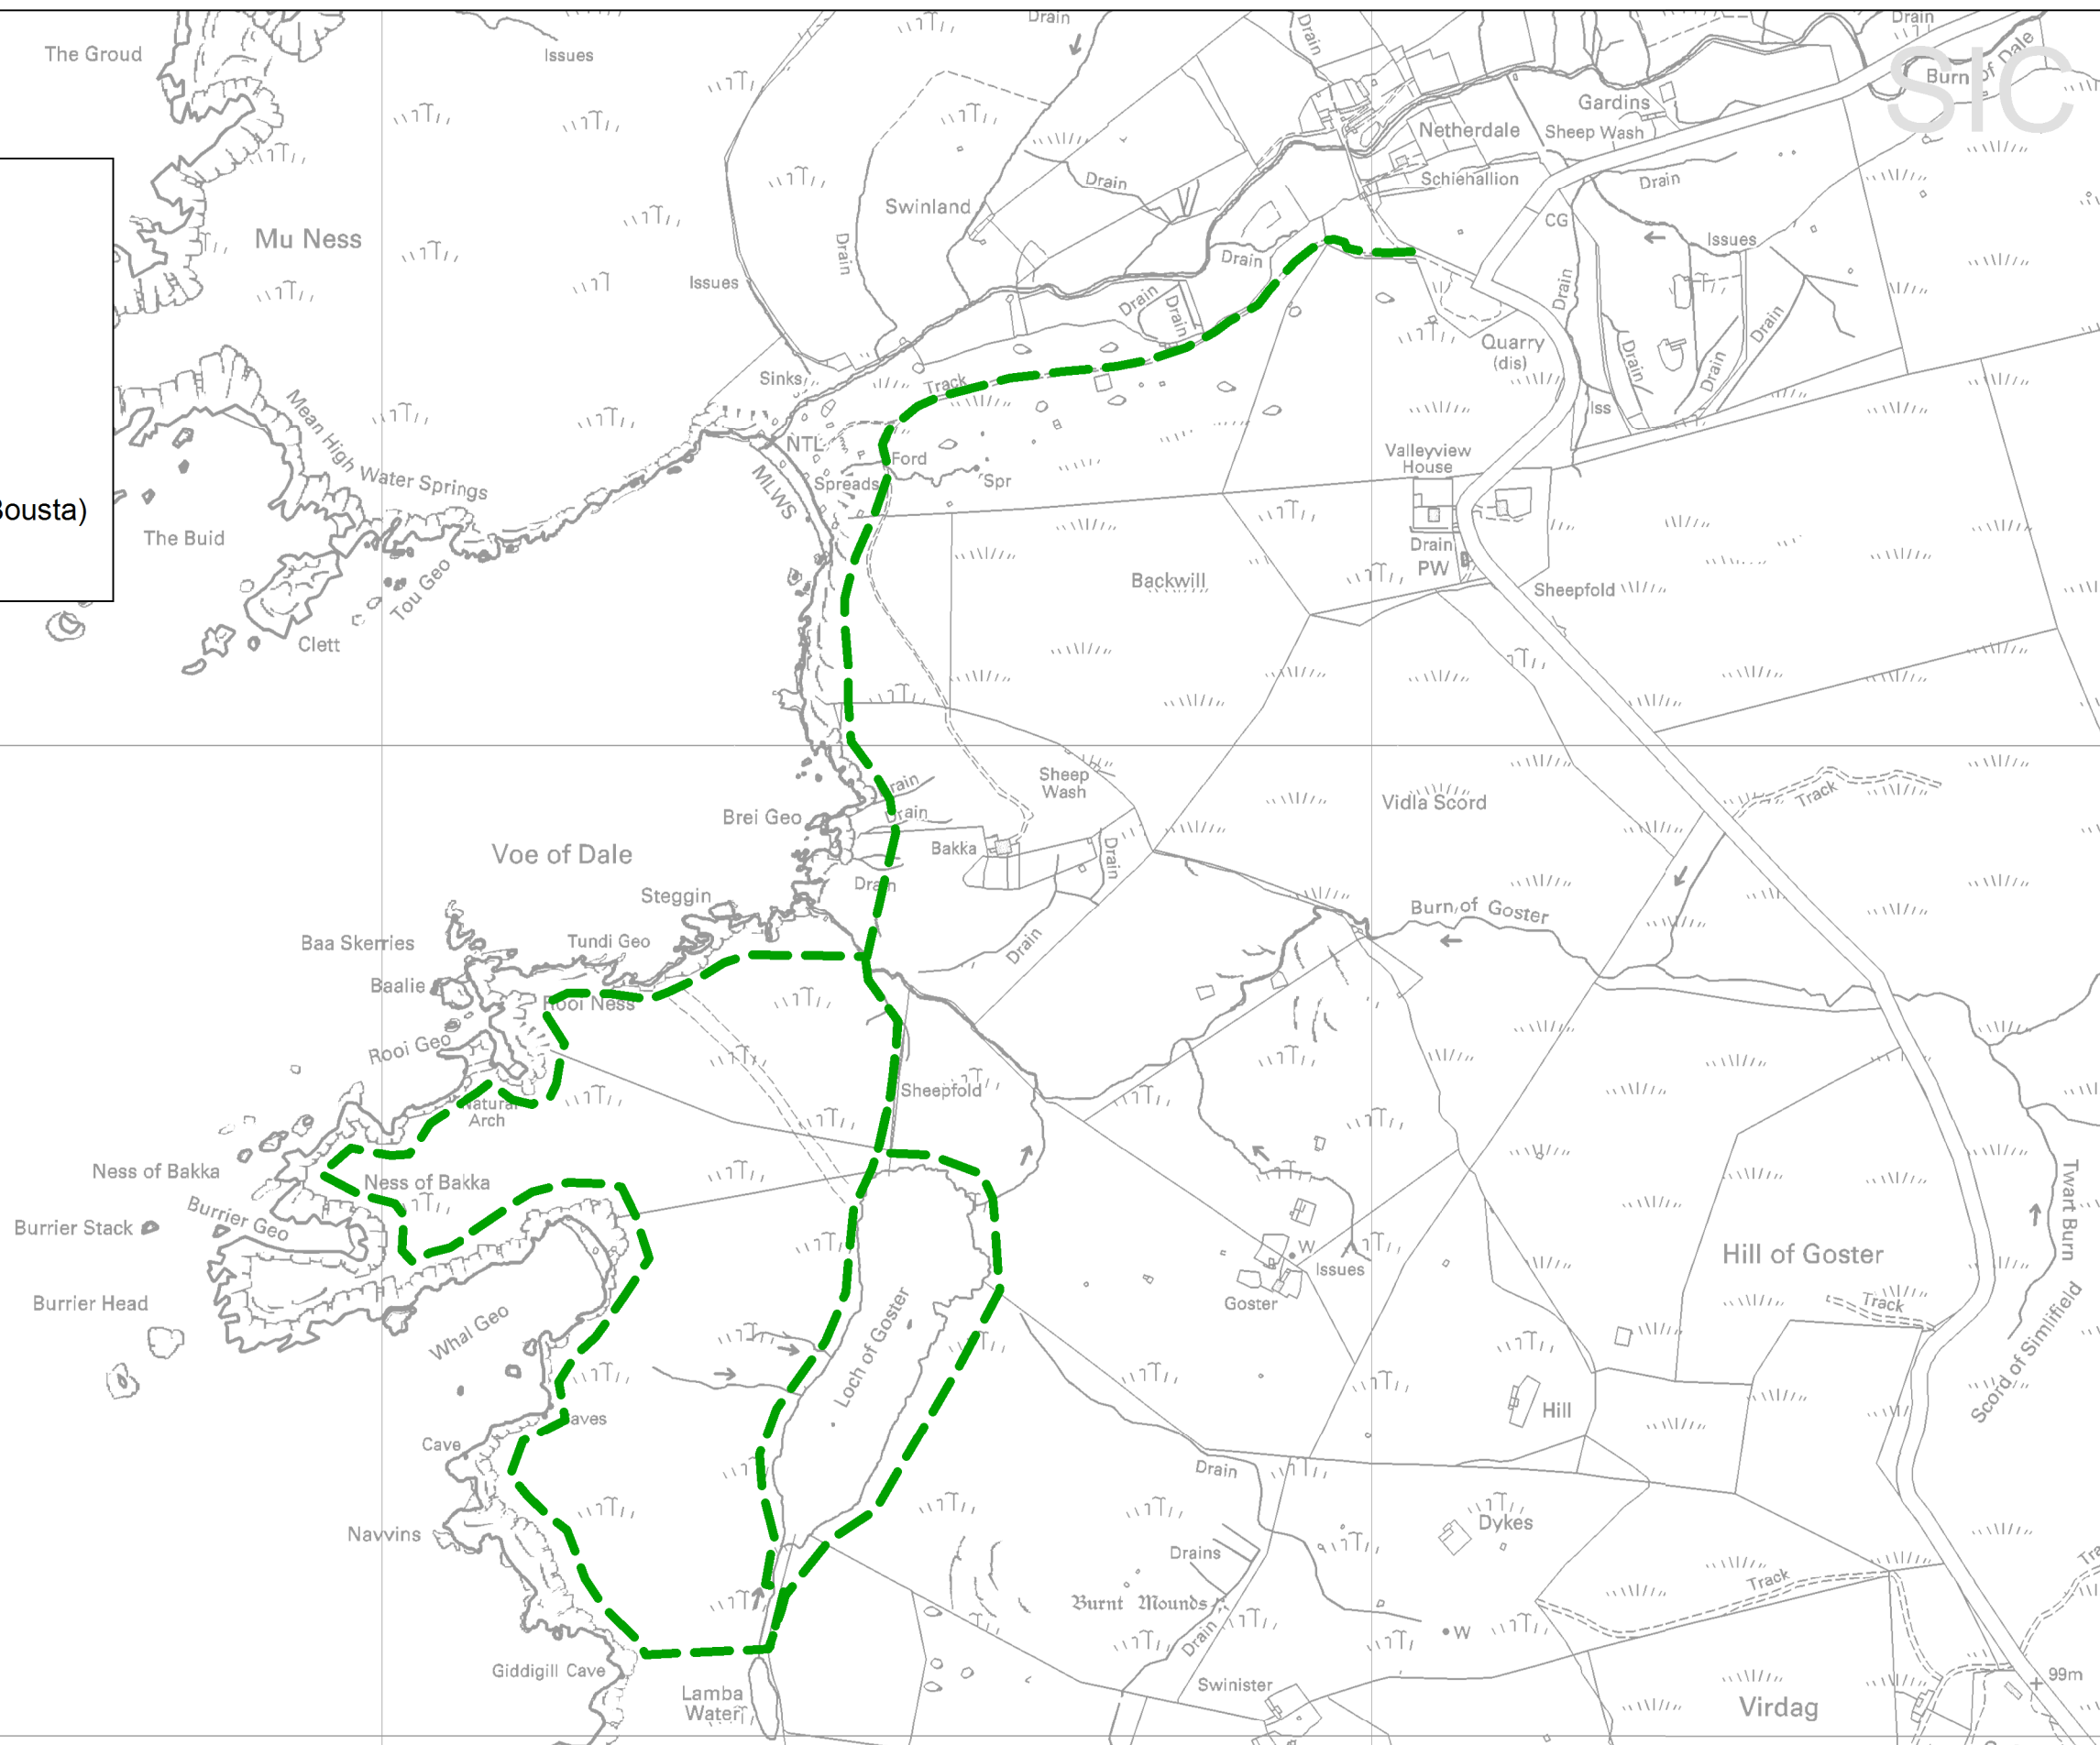 Drain
Drain
Drain
The Groud
Issues
Burn of Dale
SIC
Gardins
Netherdale
Sheep Wash
Drain
Schiehallion
Drain
Swinland
CG
Mu Ness
Drain
Issues
Drain
Issues
Drain
Drain
Drain
Drain
Quarry
(dis)
Drain
Drain
Drain
Sinks
Track
Iss
Mean High Water Springs
NTL
Ford
Valleyview
House
MLWS
Spreads
Spr
Bousta)
The Buid
Drain
PW
Tou Geo
Backwill
Sheepfold
Clett
Sheep
Wash
Track
Vidla Scord
rain
Drain
Brei Geo
Bakka
Drain
Voe of Dale
Drain
Steggin
Burn of Goster
Baa Skerries
Tundi Geo
Drain
Baalie
Rooi Ness
Rooi Geo
Sheepfold
Natural
Arch
Ness of Bakka
Ness of Bakka
Twart Burn
Burrier Geo
Burrier Stack
W
Issues
Hill of Goster
Burrier Head
Goster
Track
Whal Geo
Loch of Goster
Scord of Simlifield
Hill
aves
Cave
Drain
Navvins
Dykes
Drains
Track
Tra
Burnt Mounds
W
Drain
Giddigill Cave
Lamba
Water
Swinister
Virdag
99m